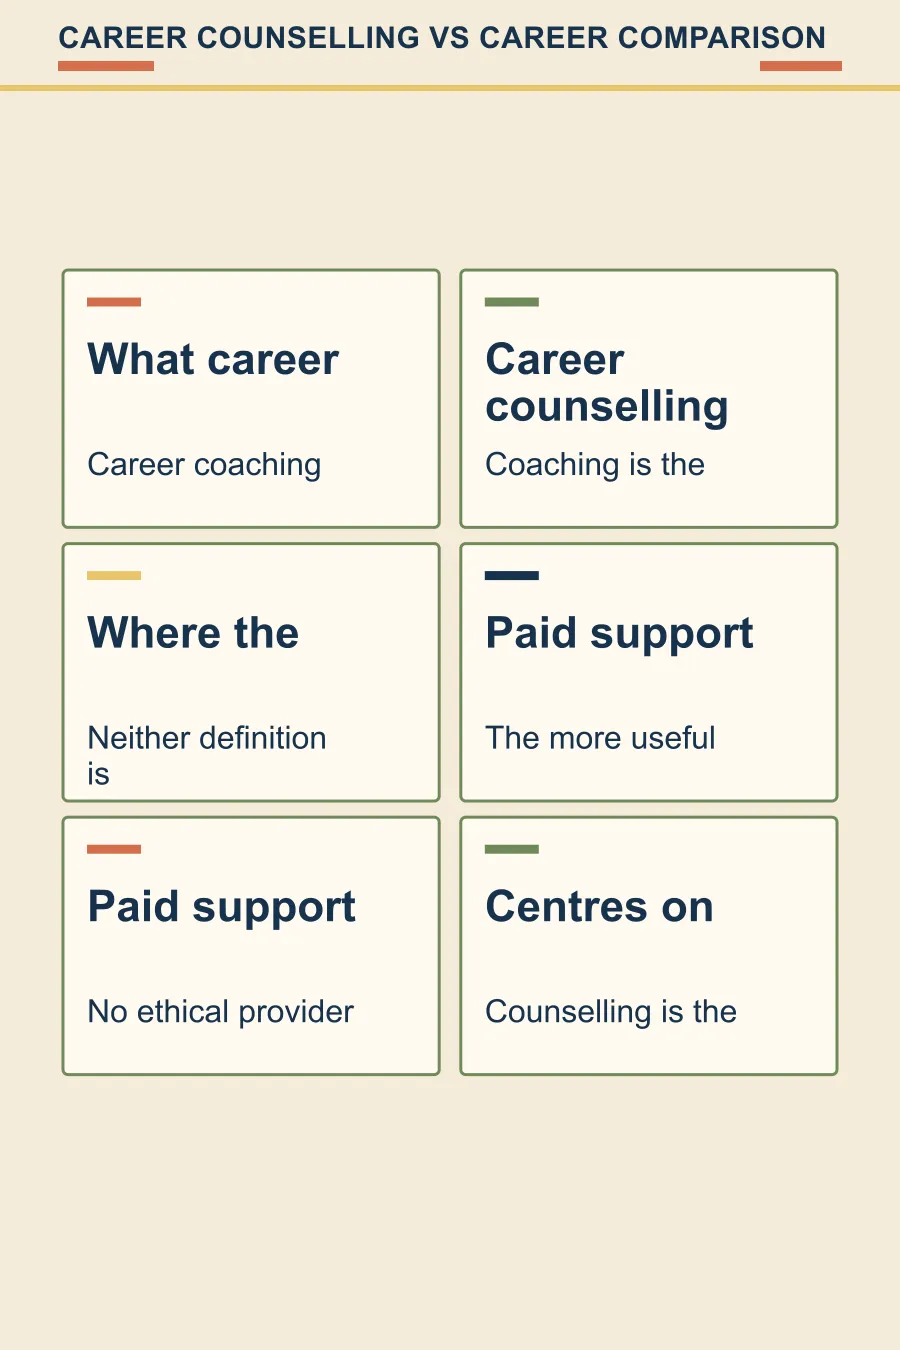 CAREER COUNSELLING VS CAREER COMPARISON
What career
Career coaching
Career
counselling
Coaching is the
Where the
Neither definition
is
Paid support
The more useful
Paid support
No ethical provider
Centres on
Counselling is the